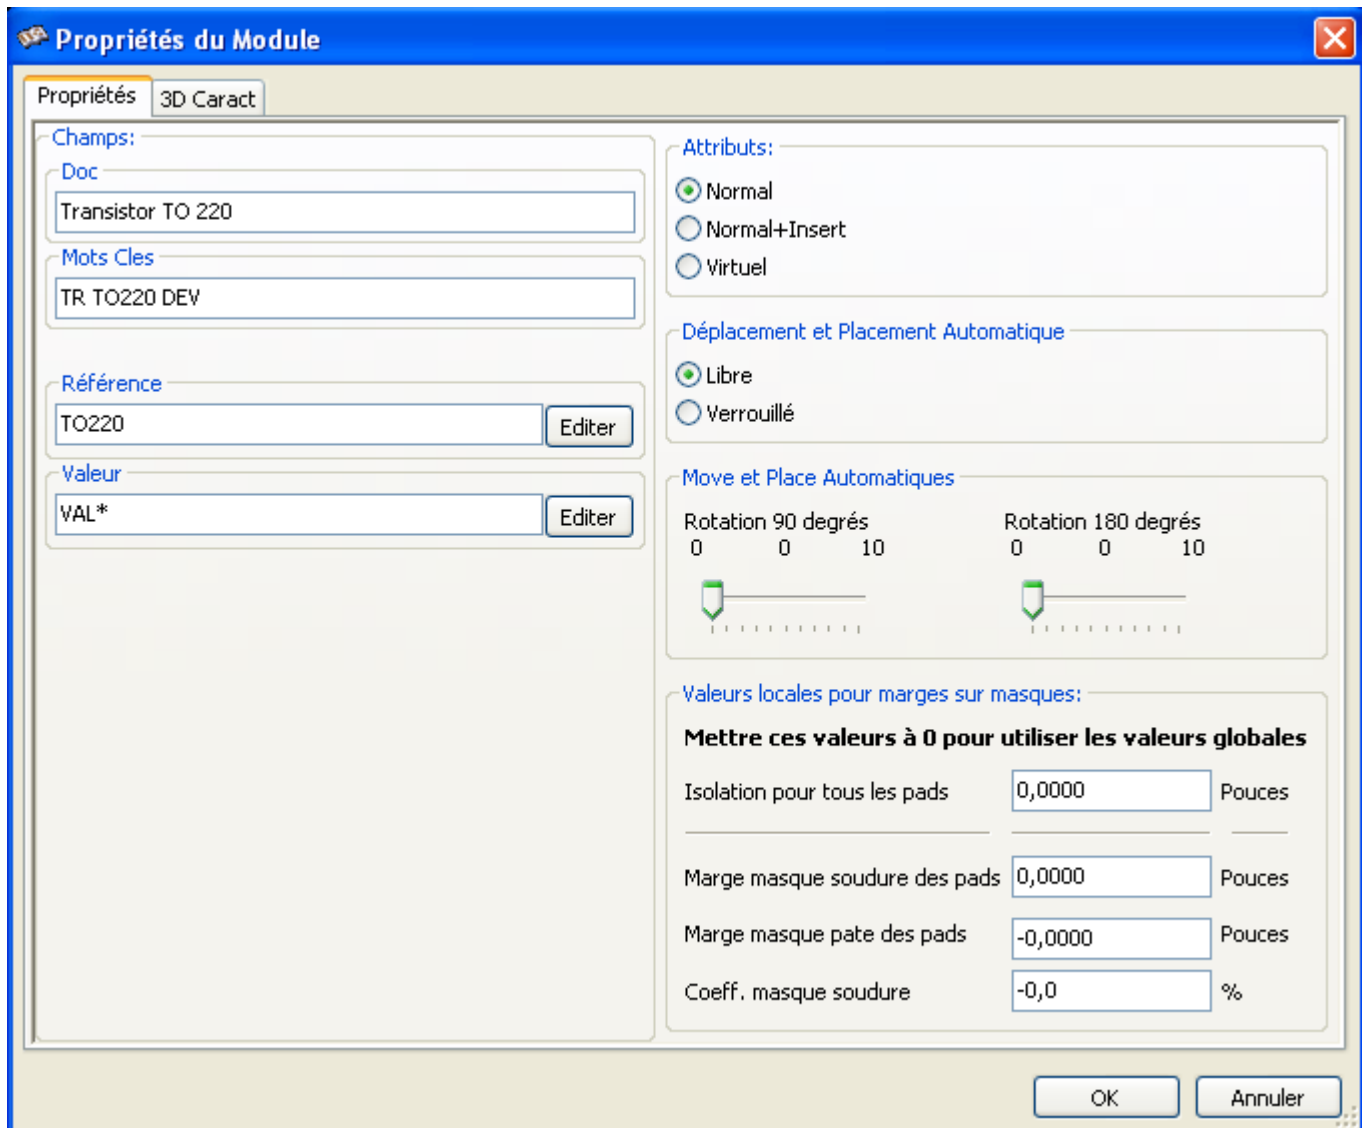 Propriétés du Module
Propriétés
3D Caract
Champs:
Doc
Transistor TO 220
Mots Cles
TR TO220 DEV
Référence
TO220
Editer
Valeur
VAL*
Editer
Attributs:
Normal
Normal+Insert
Virtuel
Déplacement et Placement Automatique
Libre
Verrouillé
Move et Place Automatiques
Rotation 90 degrés
0 0 10
Rotation 180 degrés
0 0 10
Valeurs locales pour marges sur masques:
Mettre ces valeurs à 0 pour utiliser les valeurs globales
Isolation pour tous les pads 0,0000 Pouces
Marge masque soudure des pads 0,0000 Pouces
Marge masque pate des pads -0,0000 Pouces
Coeff. masque soudure -0,0 %
OK
Annuler